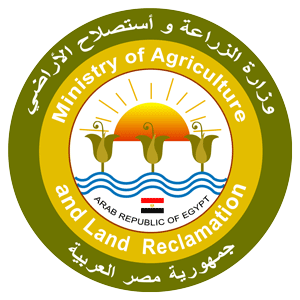 وزارة الزراعة و أستصلاح الأراضي
Ministry of Agriculture
ARAB REPUBLIC OF EGYPT
and Land Reclamation
جمهورية مصر العربية